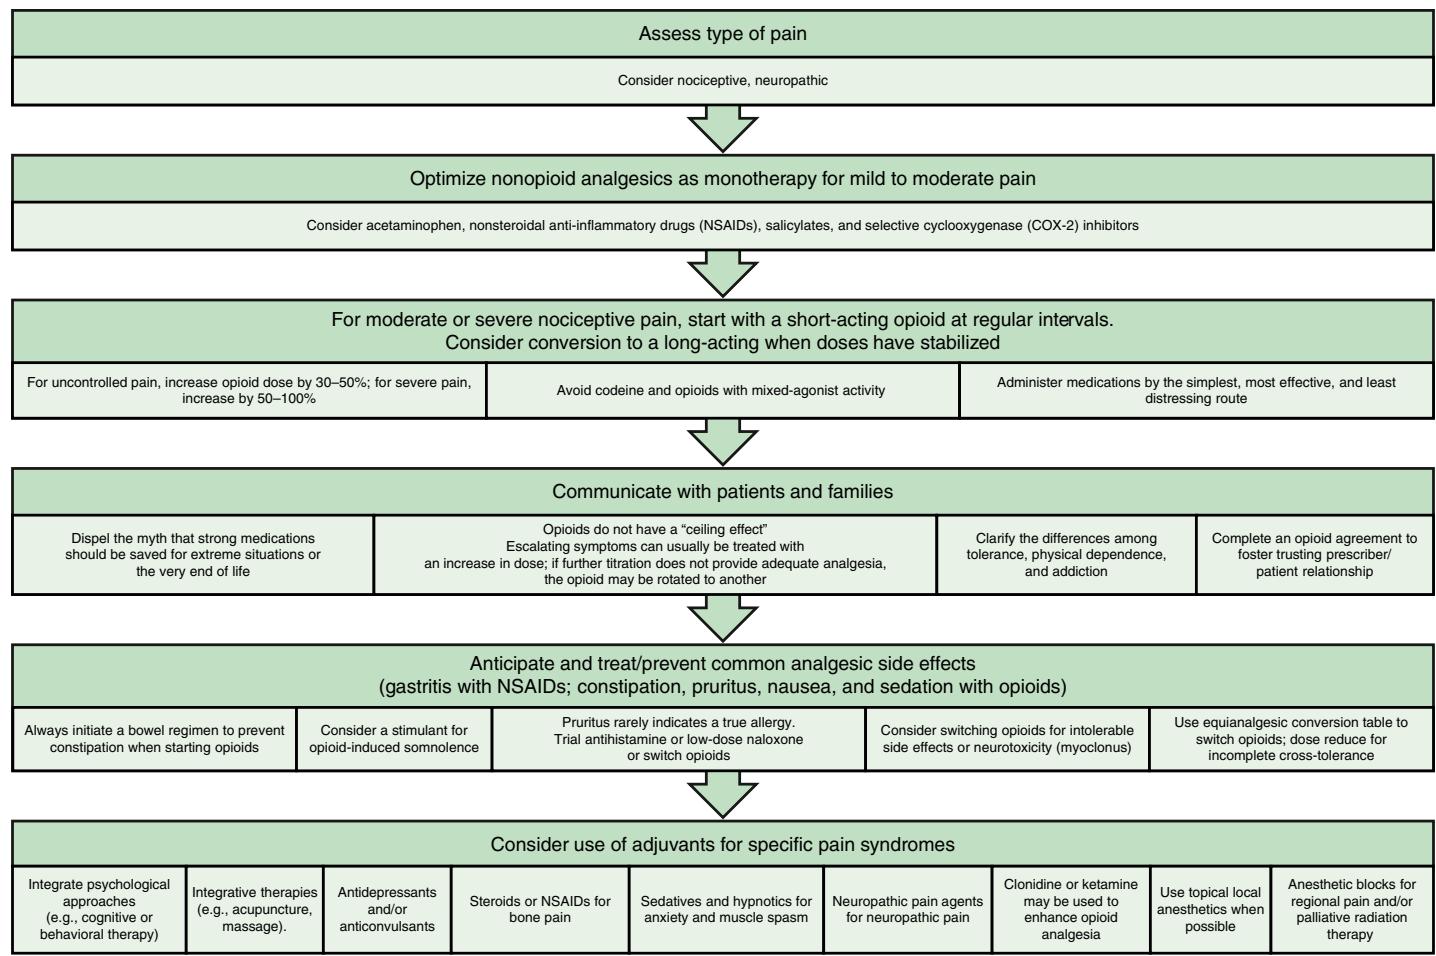 Assess type of pain
Consider nociceptive, neuropathic
Optimize nonopioid analgesics as monotherapy for mild to moderate pain
Consider acetaminophen, nonsteroidal anti-inflammatory drugs (NSAIDs), salicylates, and selective cyclooxygenase (COX-2) inhibitors
For moderate or severe nociceptive pain, start with a short-acting opioid at regular intervals.
Consider conversion to a long-acting when doses have stabilized
For uncontrolled pain, increase opioid dose by 30–50%; for severe pain,
increase by 50–100%
Avoid codeine and opioids with mixed-agonist activity
Administer medications by the simplest, most effective, and least
distressing route
Communicate with patients and families
Dispel the myth that strong medications
should be saved for extreme situations or
the very end of life
Opioids do not have a “ceiling effect”
Escalating symptoms can usually be treated with
an increase in dose; if further titration does not provide adequate analgesia,
the opioid may be rotated to another
Clarify the differences among
tolerance, physical dependence,
and addiction
Complete an opioid agreement to
foster trusting prescriber/
patient relationship
Anticipate and treat/prevent common analgesic side effects
(gastritis with NSAIDs; constipation, pruritus, nausea, and sedation with opioids)
Always initiate a bowel regimen to prevent
constipation when starting opioids
Consider a stimulant for
opioid-induced somnolence
Pruritus rarely indicates a true allergy.
Trial antihistamine or low-dose naloxone
or switch opioids
Consider switching opioids for intolerable
side effects or neurotoxicity (myoclonus)
Use equianalgesic conversion table to
switch opioids; dose reduce for
incomplete cross-tolerance
Consider use of adjuvants for specific pain syndromes
Integrate psychological
approaches
(e.g., cognitive or
behavioral therapy)
Integrative therapies
(e.g., acupuncture,
massage).
Antidepressants
and/or
anticonvulsants
Steroids or NSAIDs for
bone pain
Sedatives and hypnotics for
anxiety and muscle spasm
Neuropathic pain agents
for neuropathic pain
Clonidine or ketamine
may be used to
enhance opioid
analgesia
Use topical local
anesthetics when
possible
Anesthetic blocks for
regional pain and/or
palliative radiation
therapy